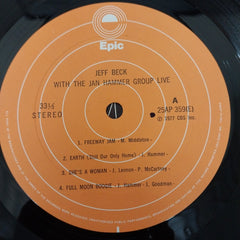 Epic
JEFF BECK
WITH THE JAN HAMMER GROUP LIVE
33⅓
STEREO
A
25AP 359(E)
Ⓟ 1977 CBS Inc.
1. FREEWAY JAM - M. Middleton
2. EARTH (Still Our Only Home) - J. Hammer
3. SHE'S A WOMAN - J. Lennon - P. McCartney
4. FULL MOON BOOGIE - J. Hammer - J. Goodman